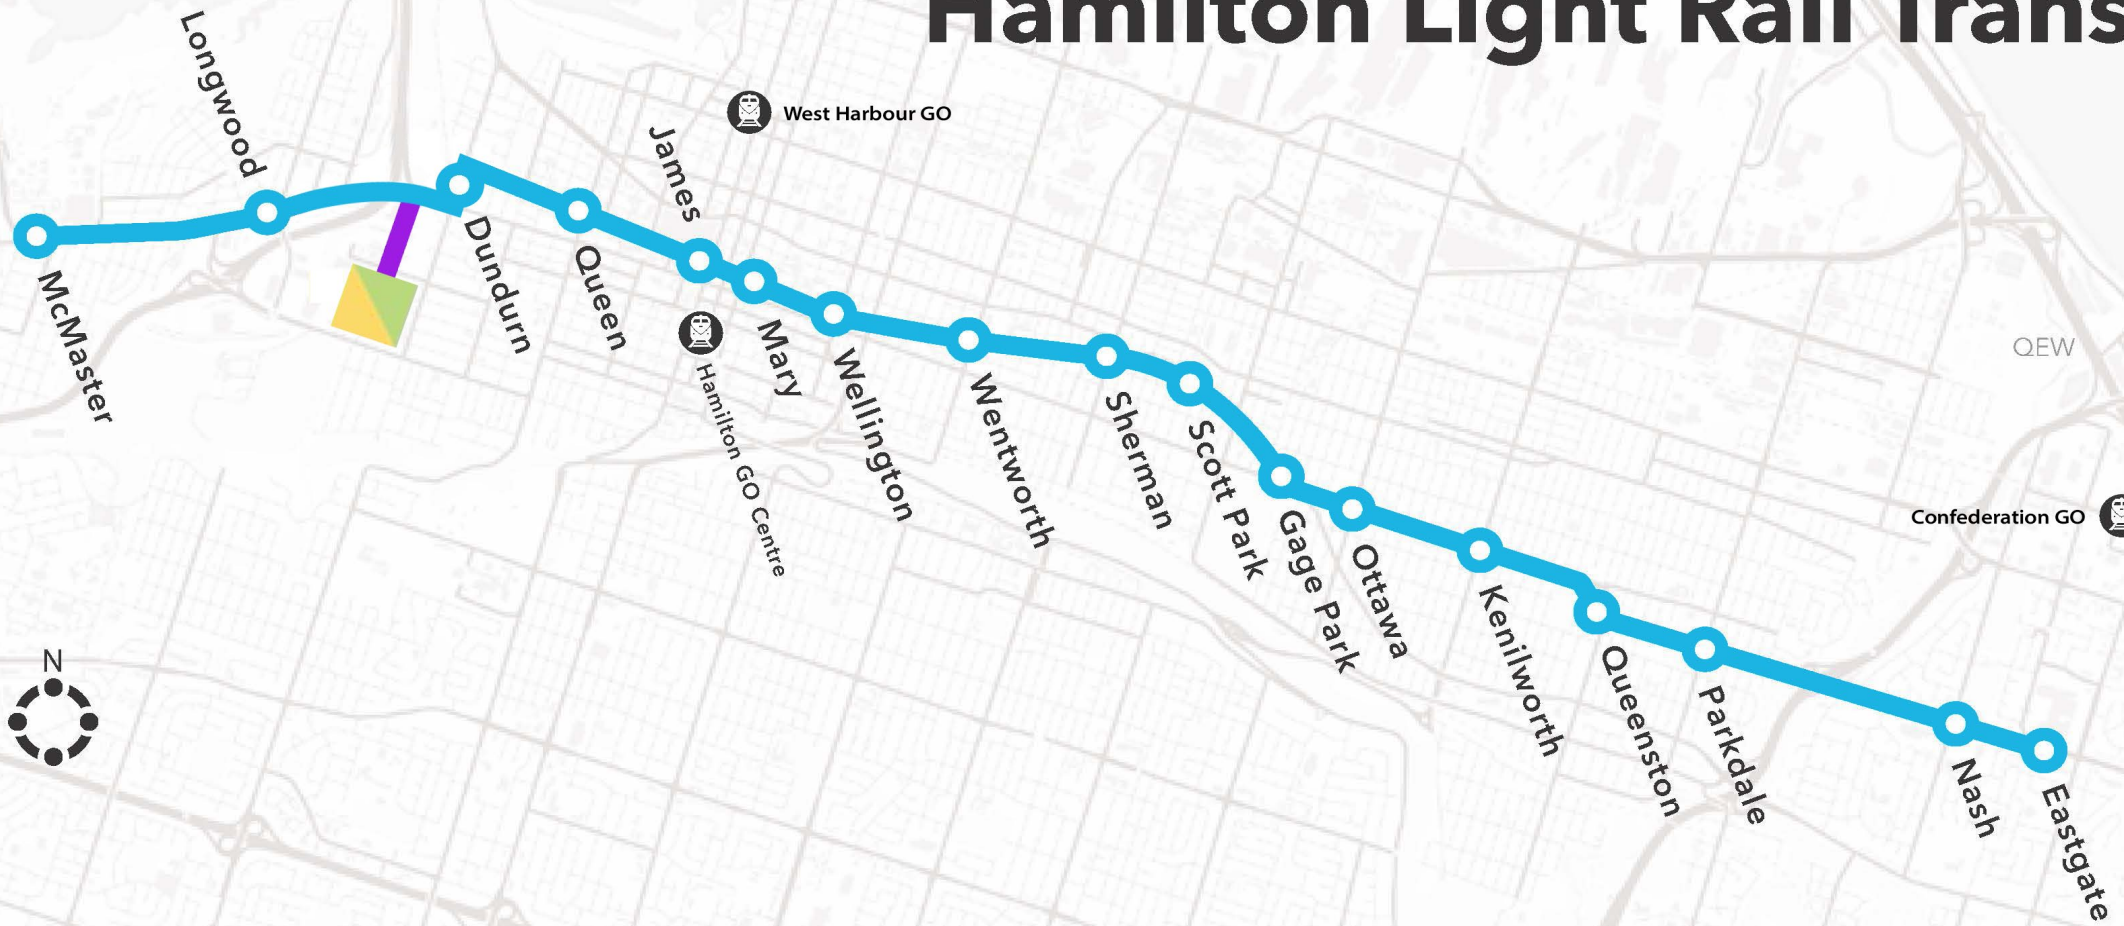 Hamilton Light Rail Trans
Longwood
West Harbour GO
James
McMaster
Dundurn
Queen
Mary
Hamilton GO Centre
Wellington
Wentworth
Sherman
Scott Park
Gage Park
Ottawa
QEW
Confederation GO
Kenilworth
Queenston
Parkdale
Nash
Eastgate
N